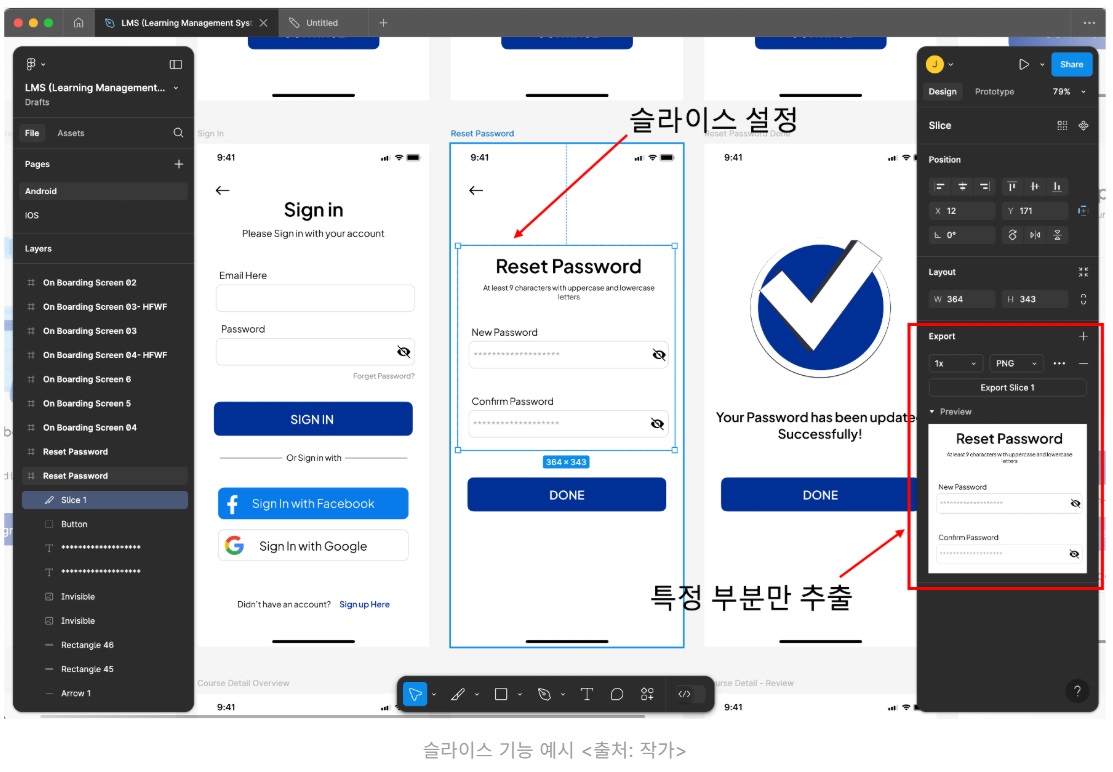 LMS (Learning Management Syst
Untitled
LMS (Learning Management...
Drafts
File
Assets
Pages
Android
IOS
Layers
On Boarding Screen 02
On Boarding Screen 03- HFWF
On Boarding Screen 03
On Boarding Screen 04- HFWF
On Boarding Screen 6
On Boarding Screen 5
On Boarding Screen 04
Reset Password
Reset Password
Slice 1
Button
*******************
*******************
Invisible
Invisible
Rectangle 46
Rectangle 45
Arrow 1
Sign In
9:41
Sign in
Please Sign in with your account
Email Here
Password
Forget Password?
SIGN IN
Or Sign in with
Sign In with Facebook
Sign In with Google
Didn't have an account? Sign up Here
Course Detail Overview
9:41
슬라이스 설정
Reset Password
9:41
Reset Password
At least 9 characters with uppercase and lowercase
letters
New Password
*******************
Confirm Password
*******************
364 × 343
DONE
Reset Password Done
9:41
Your Password has been update
Successfully!
DONE
특정 부분만 추출
urse Detail - Review
9:41
J
Share
Design
Prototype
79%
Slice
Position
X 12
Y 171
0°
Layout
W 364
H 343
Export
1x
PNG
Export Slice 1
Preview
Reset Password
At least 9 characters with uppercase and lowercase
letters
New Password
*******************
Confirm Password
*******************
?
슬라이스 기능 예시 <출처: 작가>